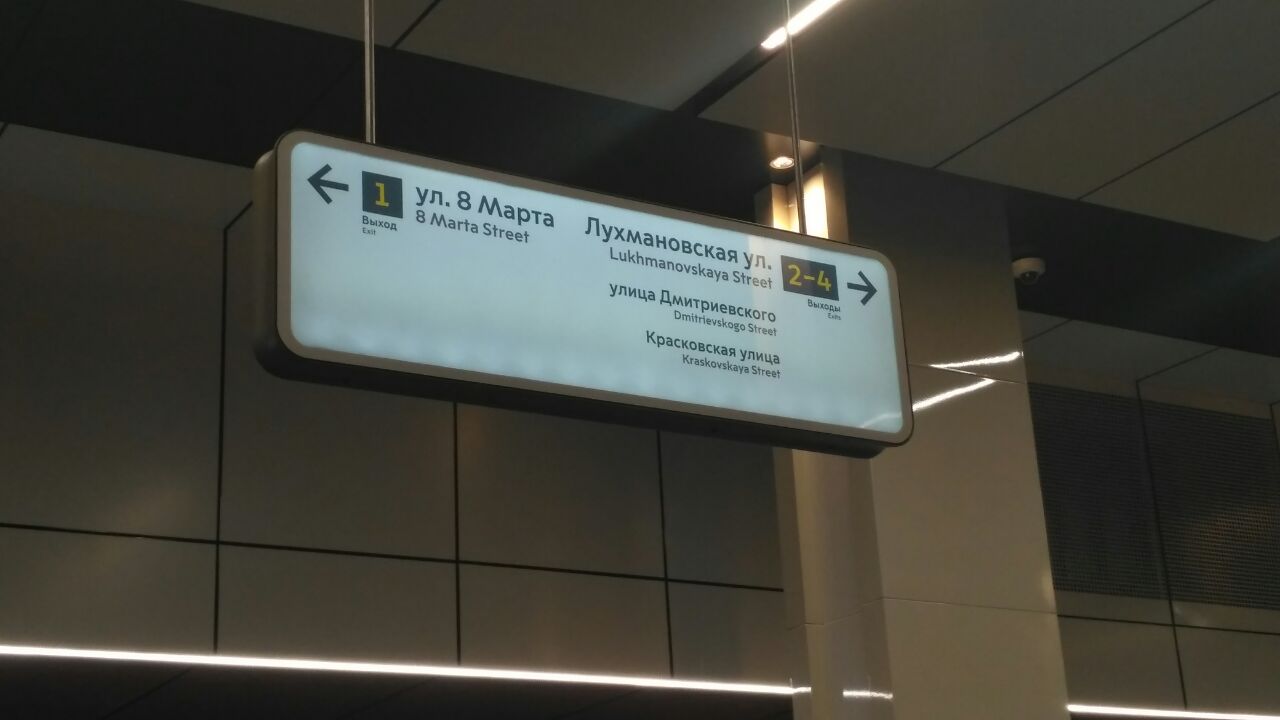 ← 1 ул. 8 Марта
8 Marta Street
Выход
Exit
Лухмановская ул.
Lukhmanovskaya Street
2–4 →
Выходы
Exits
улица Дмитриевского
Dmitrievskogo Street
Красковская улица
Kraskovskaya Street